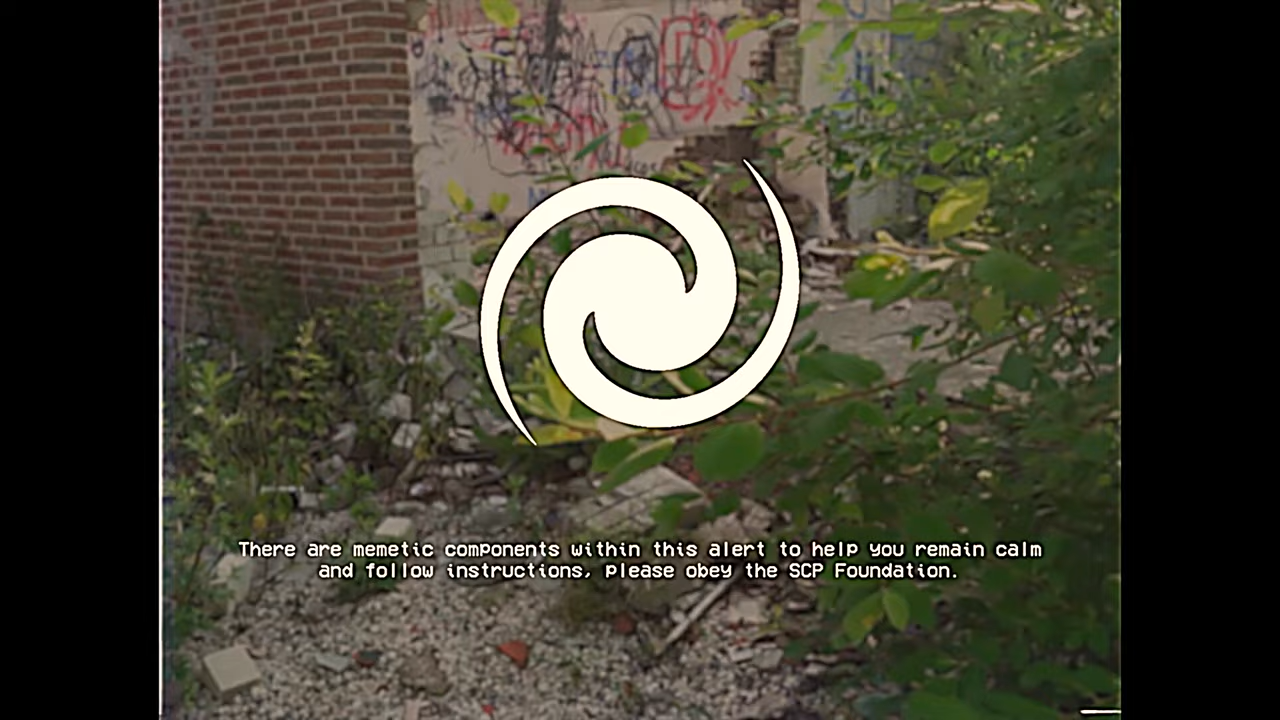 There are memetic components within this alert to help you remain calm
and follow instructions, please obey the SCP Foundation.